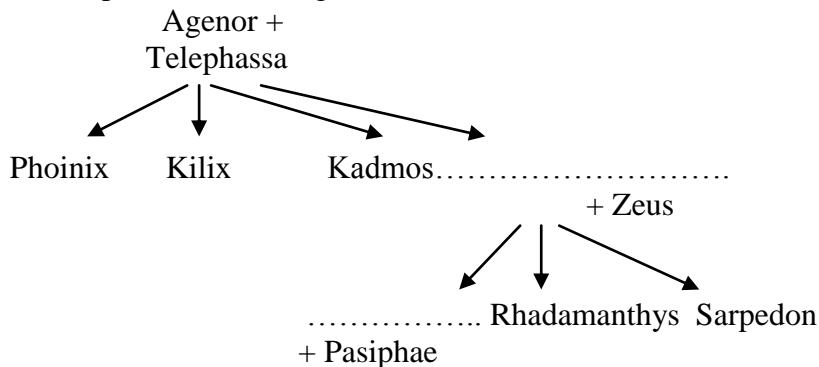 Agenor +
Telephassa
Phoinix Kilix Kadmos………………………….
+ Zeus
……………….. Rhadamanthys Sarpedon
+ Pasiphae